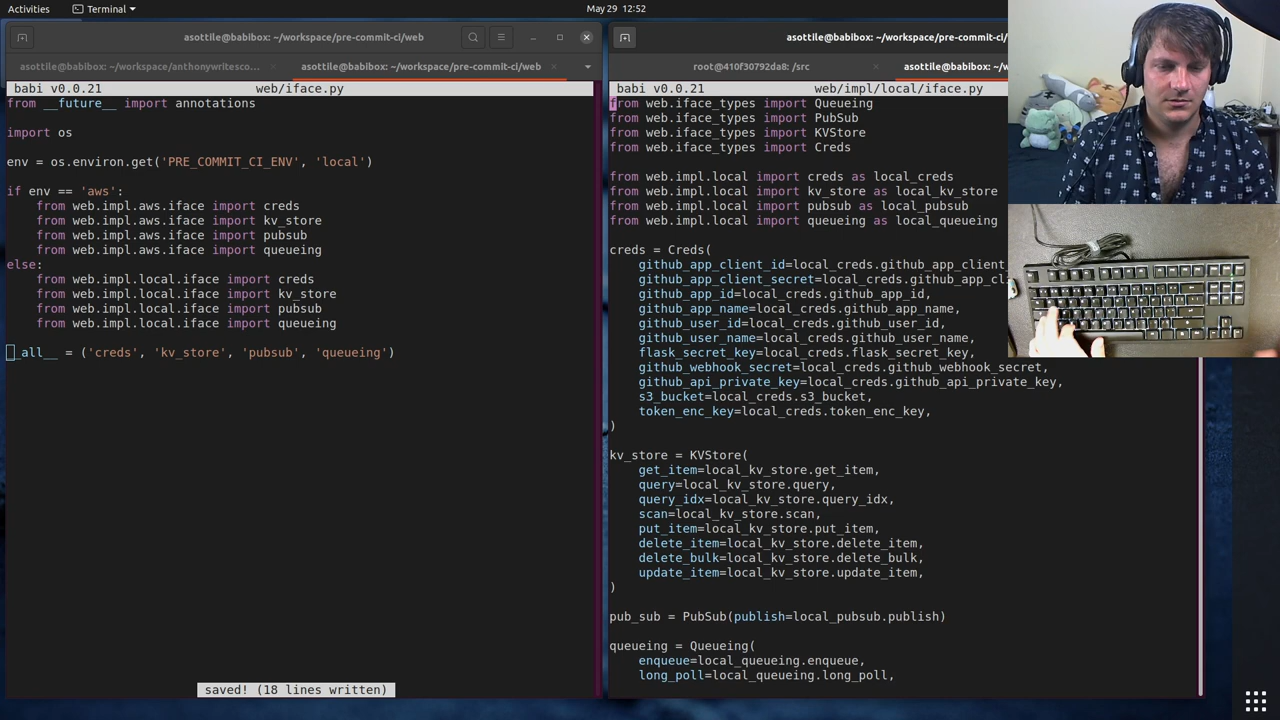 Activities
Terminal
May 29 12:52
asottile@babibox: ~/workspace/pre-commit-ci/web
asottile@babibox: ~/workspace/anthonywritesco…
asottile@babibox: ~/workspace/pre-commit-ci/web
babi v0.0.21 web/iface.py
from __future__ import annotations
import os
env = os.environ.get('PRE_COMMIT_CI_ENV', 'local')
if env == 'aws':
from web.impl.aws.iface import creds
from web.impl.aws.iface import kv_store
from web.impl.aws.iface import pubsub
from web.impl.aws.iface import queueing
else:
from web.impl.local.iface import creds
from web.impl.local.iface import kv_store
from web.impl.local.iface import pubsub
from web.impl.local.iface import queueing
__all__ = ('creds', 'kv_store', 'pubsub', 'queueing')
saved! (18 lines written)
asottile@babibox: ~/workspace/pre-commit-ci/
root@410f30792da8: /src
asottile@babibox: ~/w
babi v0.0.21 web/impl/local/iface.py
from web.iface_types import Queueing
from web.iface_types import PubSub
from web.iface_types import KVStore
from web.iface_types import Creds
from web.impl.local import creds as local_creds
from web.impl.local import kv_store as local_kv_store
from web.impl.local import pubsub as local_pubsub
from web.impl.local import queueing as local_queueing
creds = Creds(
github_app_client_id=local_creds.github_app_client_
github_app_client_secret=local_creds.github_app_cl
github_app_id=local_creds.github_app_id,
github_app_name=local_creds.github_app_name,
github_user_id=local_creds.github_user_id,
github_user_name=local_creds.github_user_name,
flask_secret_key=local_creds.flask_secret_key,
github_webhook_secret=local_creds.github_webhook_secret,
github_api_private_key=local_creds.github_api_private_key,
s3_bucket=local_creds.s3_bucket,
token_enc_key=local_creds.token_enc_key,
)
kv_store = KVStore(
get_item=local_kv_store.get_item,
query=local_kv_store.query,
query_idx=local_kv_store.query_idx,
scan=local_kv_store.scan,
put_item=local_kv_store.put_item,
delete_item=local_kv_store.delete_item,
delete_bulk=local_kv_store.delete_bulk,
update_item=local_kv_store.update_item,
)
pub_sub = PubSub(publish=local_pubsub.publish)
queueing = Queueing(
enqueue=local_queueing.enqueue,
long_poll=local_queueing.long_poll,